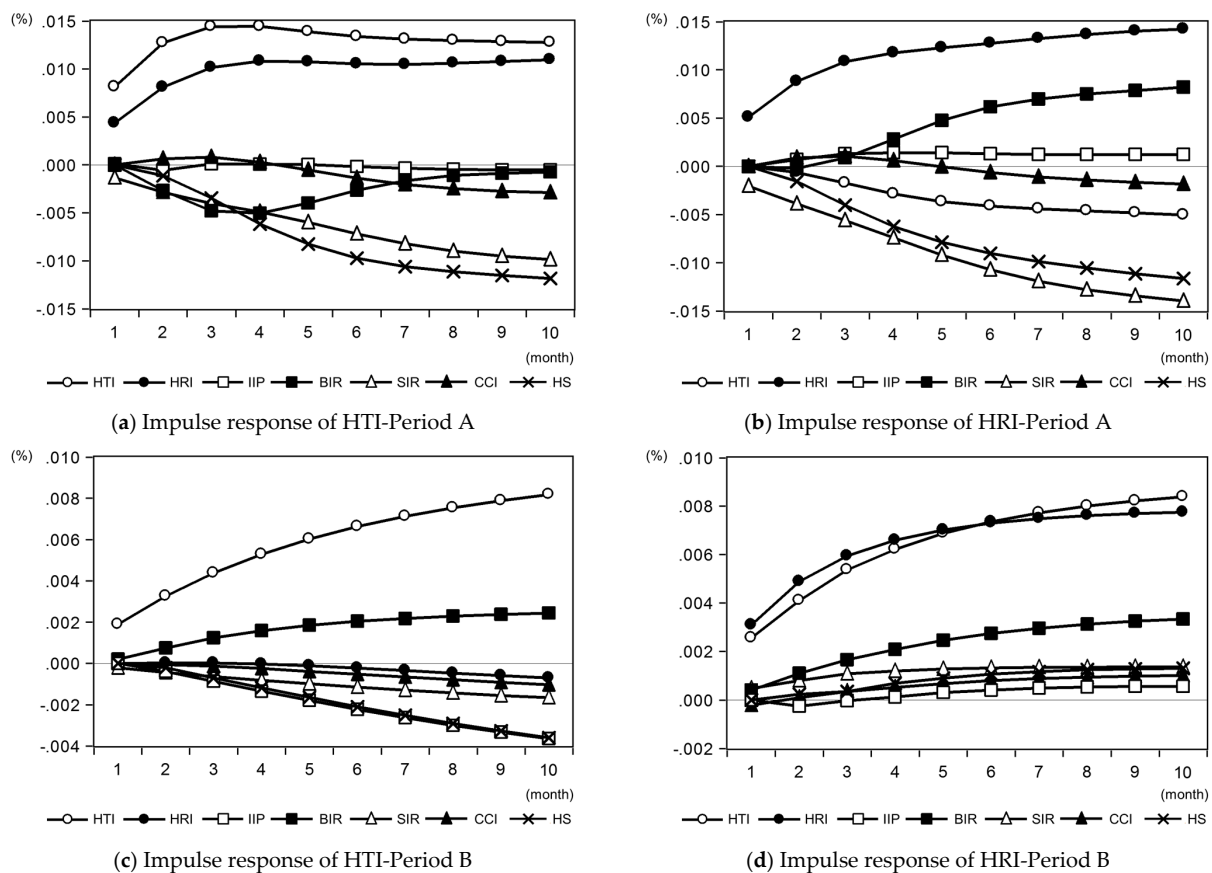 (%)
.015
.010
.005
.000
-.005
-.010
-.015
1 2 3 4 5 6 7 8 9 10
(month)
HTI HRI IIP BIR SIR CCI HS
(a) Impulse response of HTI-Period A
(%)
.015
.010
.005
.000
-.005
-.010
-.015
1 2 3 4 5 6 7 8 9 10
(month)
HTI HRI IIP BIR SIR CCI HS
(b) Impulse response of HRI-Period A
(%)
.010
.008
.006
.004
.002
.000
-.002
-.004
1 2 3 4 5 6 7 8 9 10
(month)
HTI HRI IIP BIR SIR CCI HS
(c) Impulse response of HTI-Period B
(%)
.010
.008
.006
.004
.002
.000
-.002
1 2 3 4 5 6 7 8 9 10
(month)
HTI HRI IIP BIR SIR CCI HS
(d) Impulse response of HRI-Period B